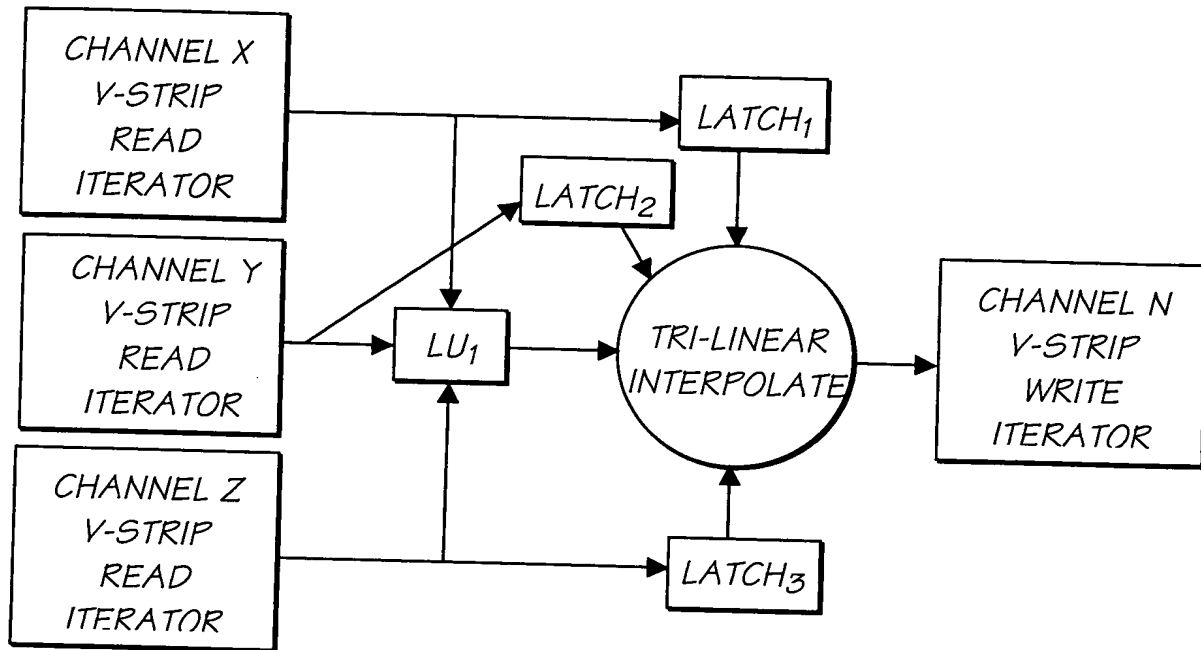 CHANNEL X
V-STRIP
READ
ITERATOR
LATCH₁
LATCH₂
CHANNEL Y
V-STRIP
READ
ITERATOR
LU₁
TRI-LINEAR
INTERPOLATE
CHANNEL N
V-STRIP
WRITE
ITERATOR
CHANNEL Z
V-STRIP
READ
ITERATOR
LATCH₃